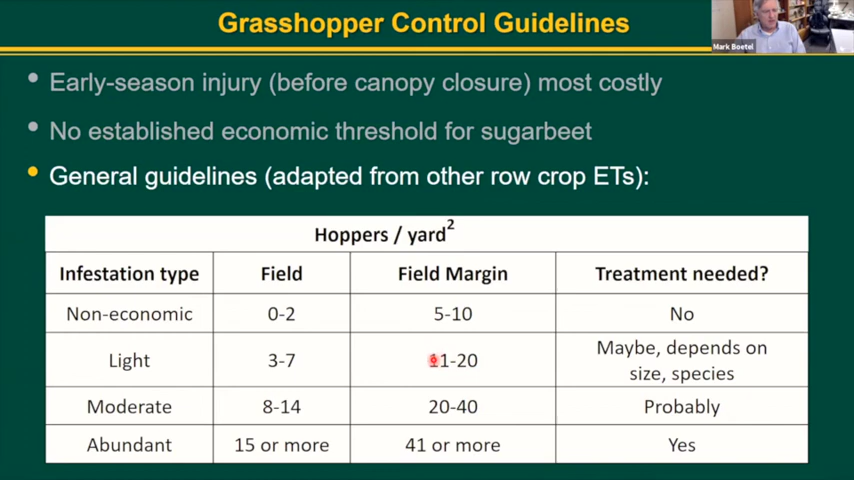 Grasshopper Control Guidelines
Mark Boetel
• Early-season injury (before canopy closure) most costly
• No established economic threshold for sugarbeet
• General guidelines (adapted from other row crop ETs):
Hoppers / yard²
Infestation type Field Field Margin Treatment needed?
Non-economic 0-2 5-10 No
Light 3-7 11-20 Maybe, depends on
size, species
Moderate 8-14 20-40 Probably
Abundant 15 or more 41 or more Yes